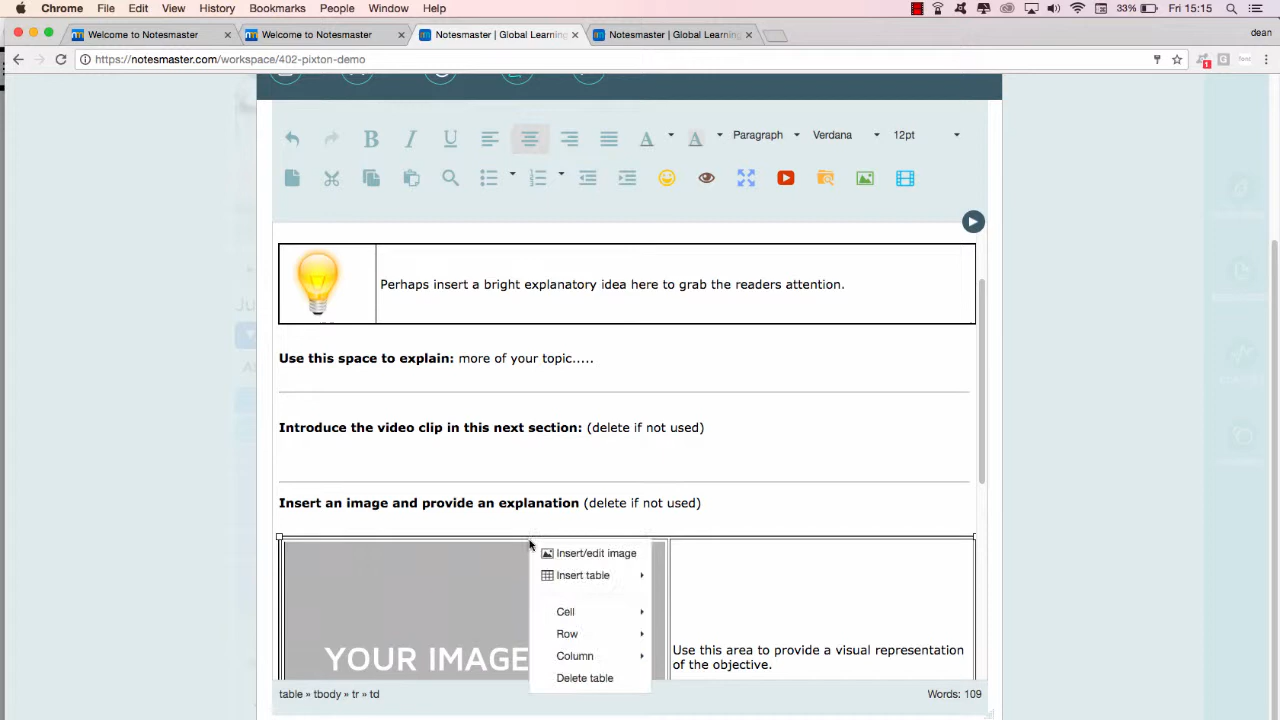 Chrome File Edit View History Bookmarks People Window Help 33% Fri 15:15
Welcome to Notesmaster Welcome to Notesmaster Notesmaster | Global Learning Notesmaster | Global Learning dean
https://notesmaster.com/workspace/402-pixton-demo
B I U A A Paragraph Verdana 12pt
Perhaps insert a bright explanatory idea here to grab the readers attention.
Use this space to explain: more of your topic.....
Introduce the video clip in this next section: (delete if not used)
Insert an image and provide an explanation (delete if not used)
Insert/edit image
Insert table
Cell
Row
Column
Delete table
YOUR IMAGE
Use this area to provide a visual representation
of the objective.
table » tbody » tr » td Words: 109